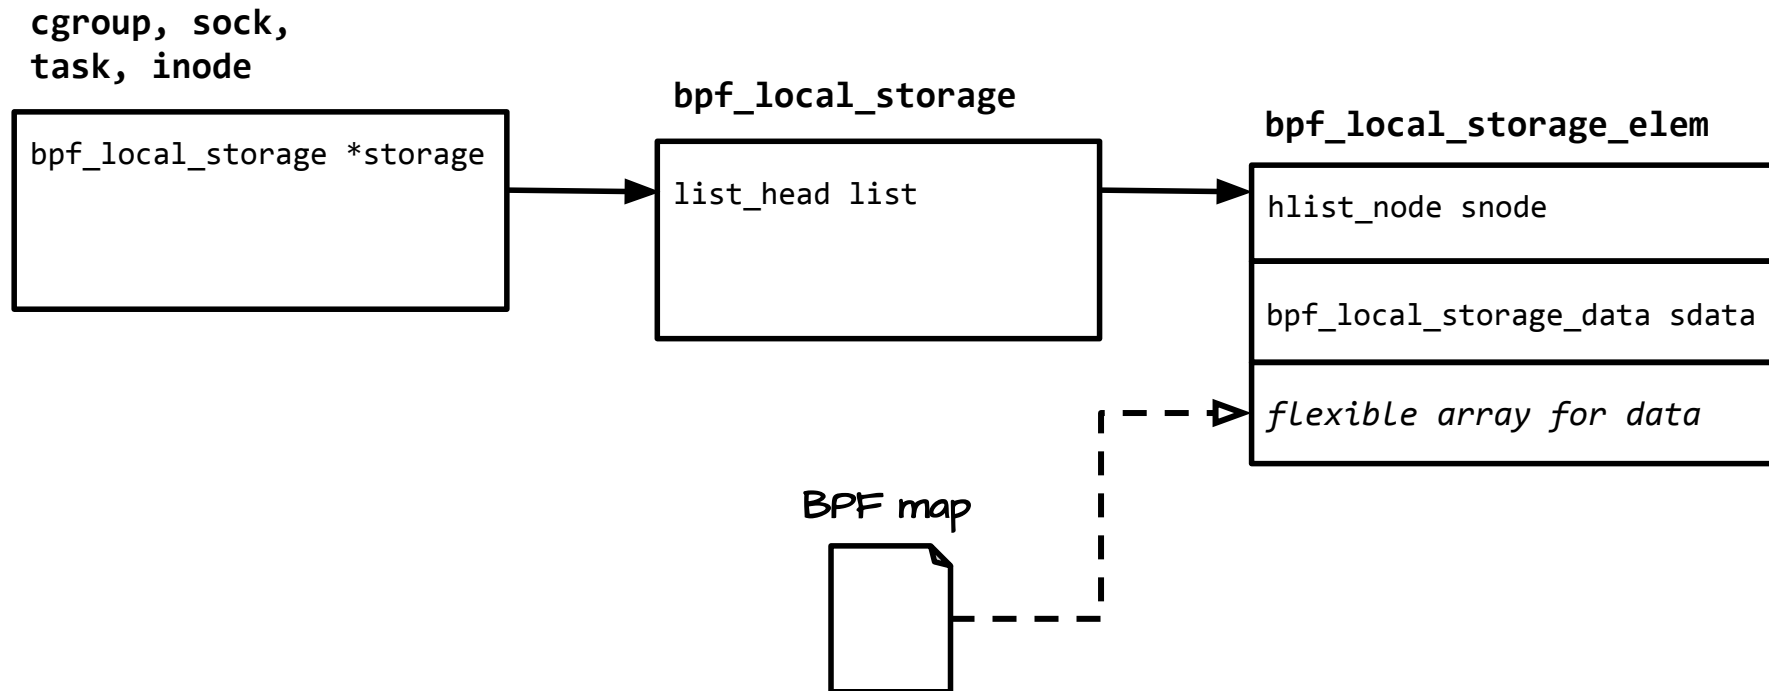 cgroup, sock,
task, inode
bpf_local_storage *storage
bpf_local_storage
list_head list
bpf_local_storage_elem
hlist_node snode
bpf_local_storage_data sdata
flexible array for data
BPF map